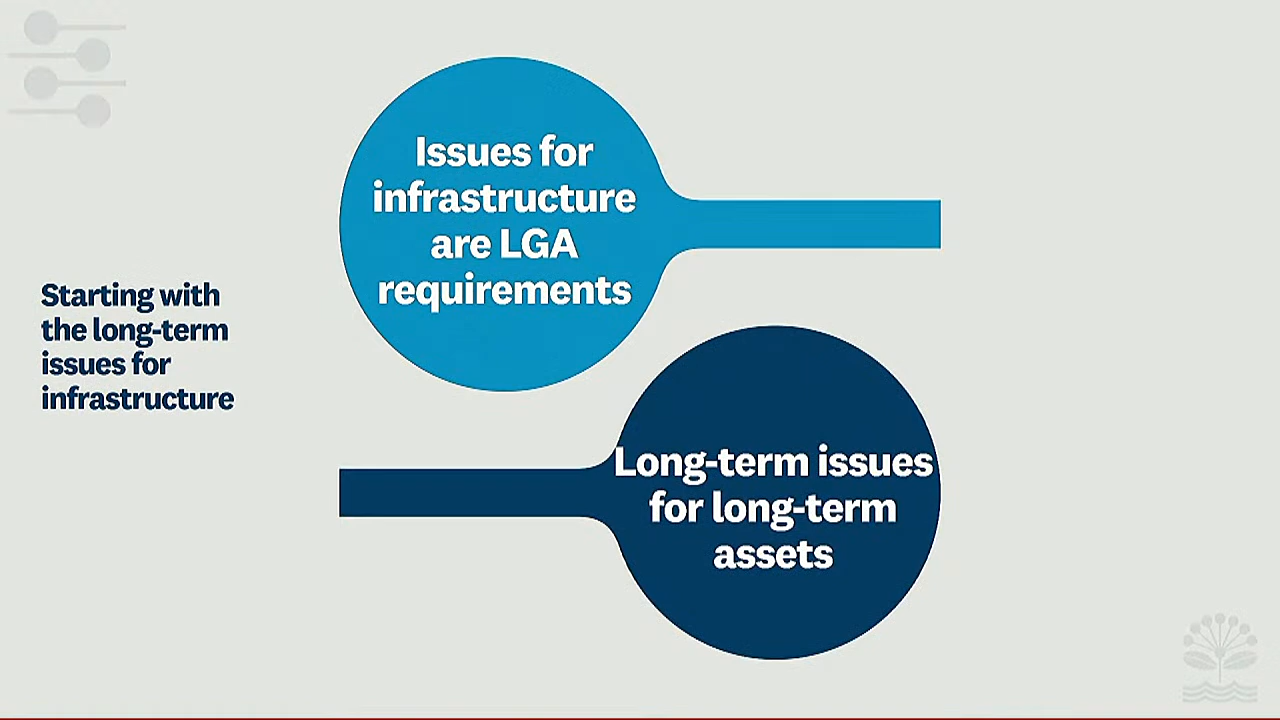 Starting with
the long-term
issues for
infrastructure
Issues for
infrastructure
are LGA
requirements
Long-term issues
for long-term
assets